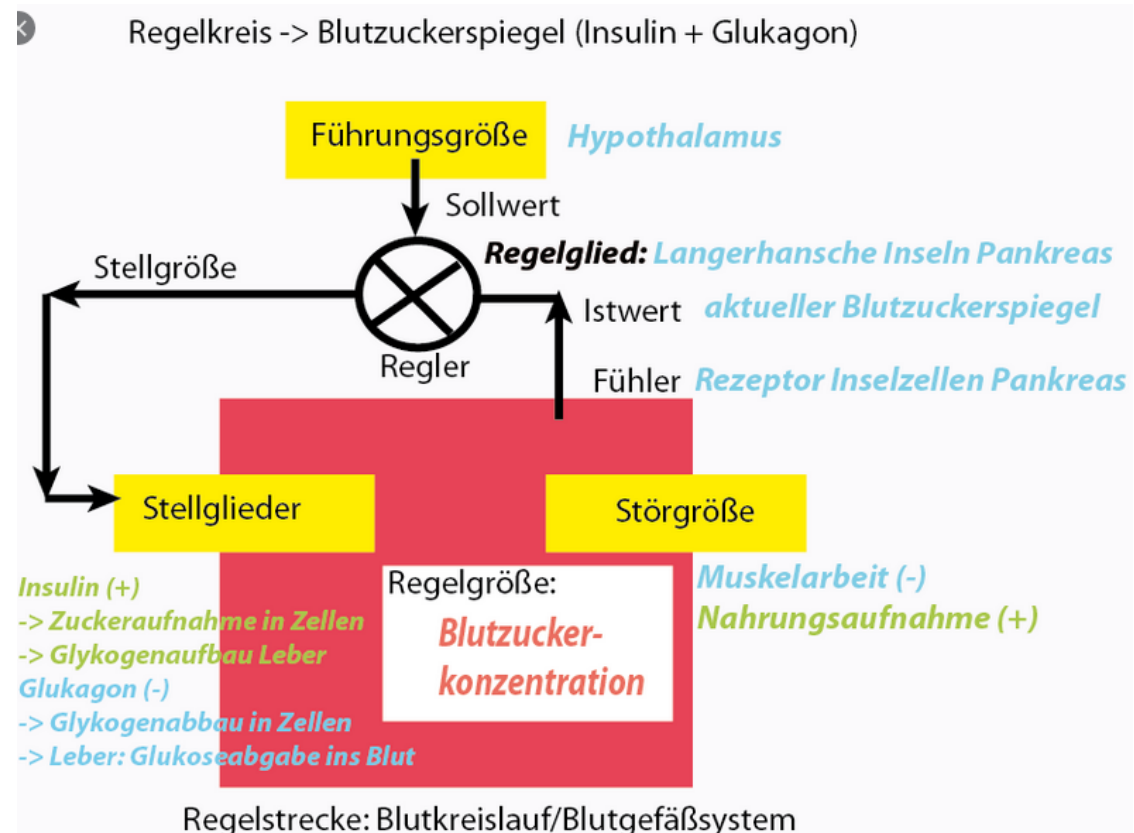 Regelkreis -> Blutzuckerspiegel (Insulin + Glukagon)
Führungsgröße
Hypothalamus
Sollwert
Regelglied: Langerhansche Inseln Pankreas
Stellgröße
Istwert
aktueller Blutzuckerspiegel
Regler
Fühler
Rezeptor Inselzellen Pankreas
Stellglieder
Störgröße
Insulin (+)
-> Zuckeraufnahme in Zellen
-> Glykogenaufbau Leber
Glukagon (-)
-> Glykogenabbau in Zellen
-> Leber: Glukoseabgabe ins Blut
Regelgröße:
Blutzucker-
konzentration
Muskelarbeit (-)
Nahrungsaufnahme (+)
Regelstrecke: Blutkreislauf/Blutgefäßsystem